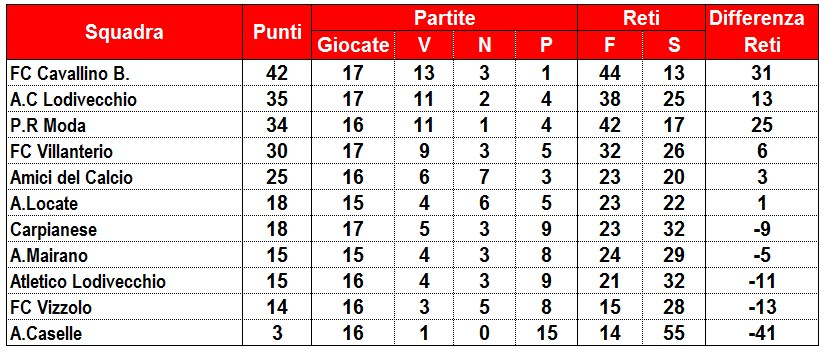 Squadra Punti Partite Reti Differenza Reti
Giocate V N P F S
FC Cavallino B. 42 17 13 3 1 44 13 31
A.C Lodivecchio 35 17 11 2 4 38 25 13
P.R Moda 34 16 11 1 4 42 17 25
FC Villanterio 30 17 9 3 5 32 26 6
Amici del Calcio 25 16 6 7 3 23 20 3
A.Locate 18 15 4 6 5 23 22 1
Carpianese 18 17 5 3 9 23 32 -9
A.Mairano 15 15 4 3 8 24 29 -5
Atletico Lodivecchio 15 16 4 3 9 21 32 -11
FC Vizzolo 14 16 3 5 8 15 28 -13
A.Caselle 3 16 1 0 15 14 55 -41